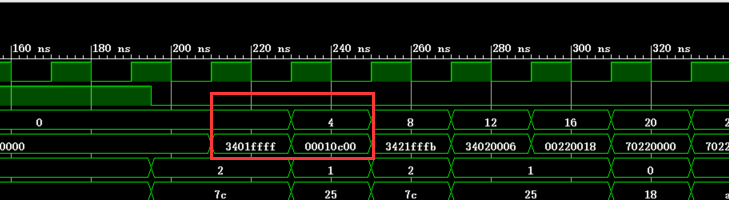 160 ns 180 ns 200 ns 220 ns 240 ns 260 ns 280 ns 300 ns 320 ns
0 4 8 12 16 20 2
0000 3401ffff 00010c00 3421fffb 34020006 00220018 70220000 7022
2 1 2 1 0
7c 25 7c 25 18